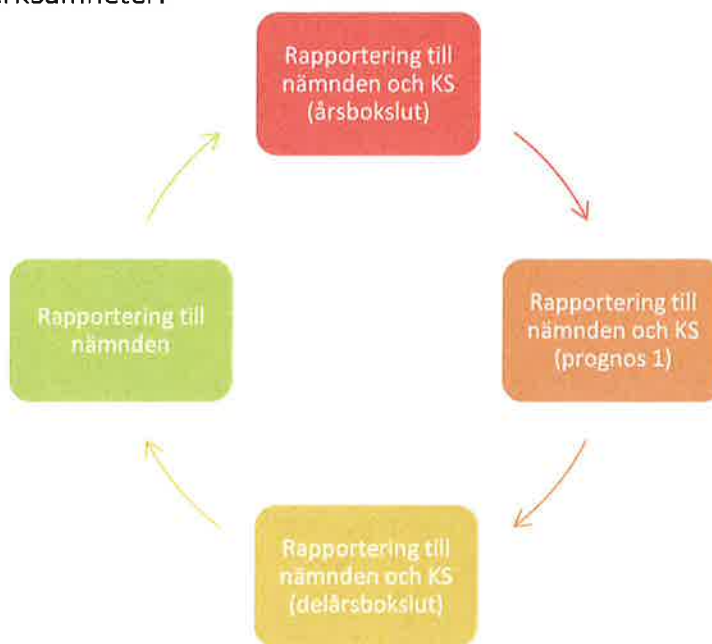 Rapportering till
nämnden och KS
(årsbokslut)
Rapportering till
nämnden och KS
(prognos 1)
Rapportering till
nämnden och KS
(delårsbokslut)
Rapportering till
nämnden